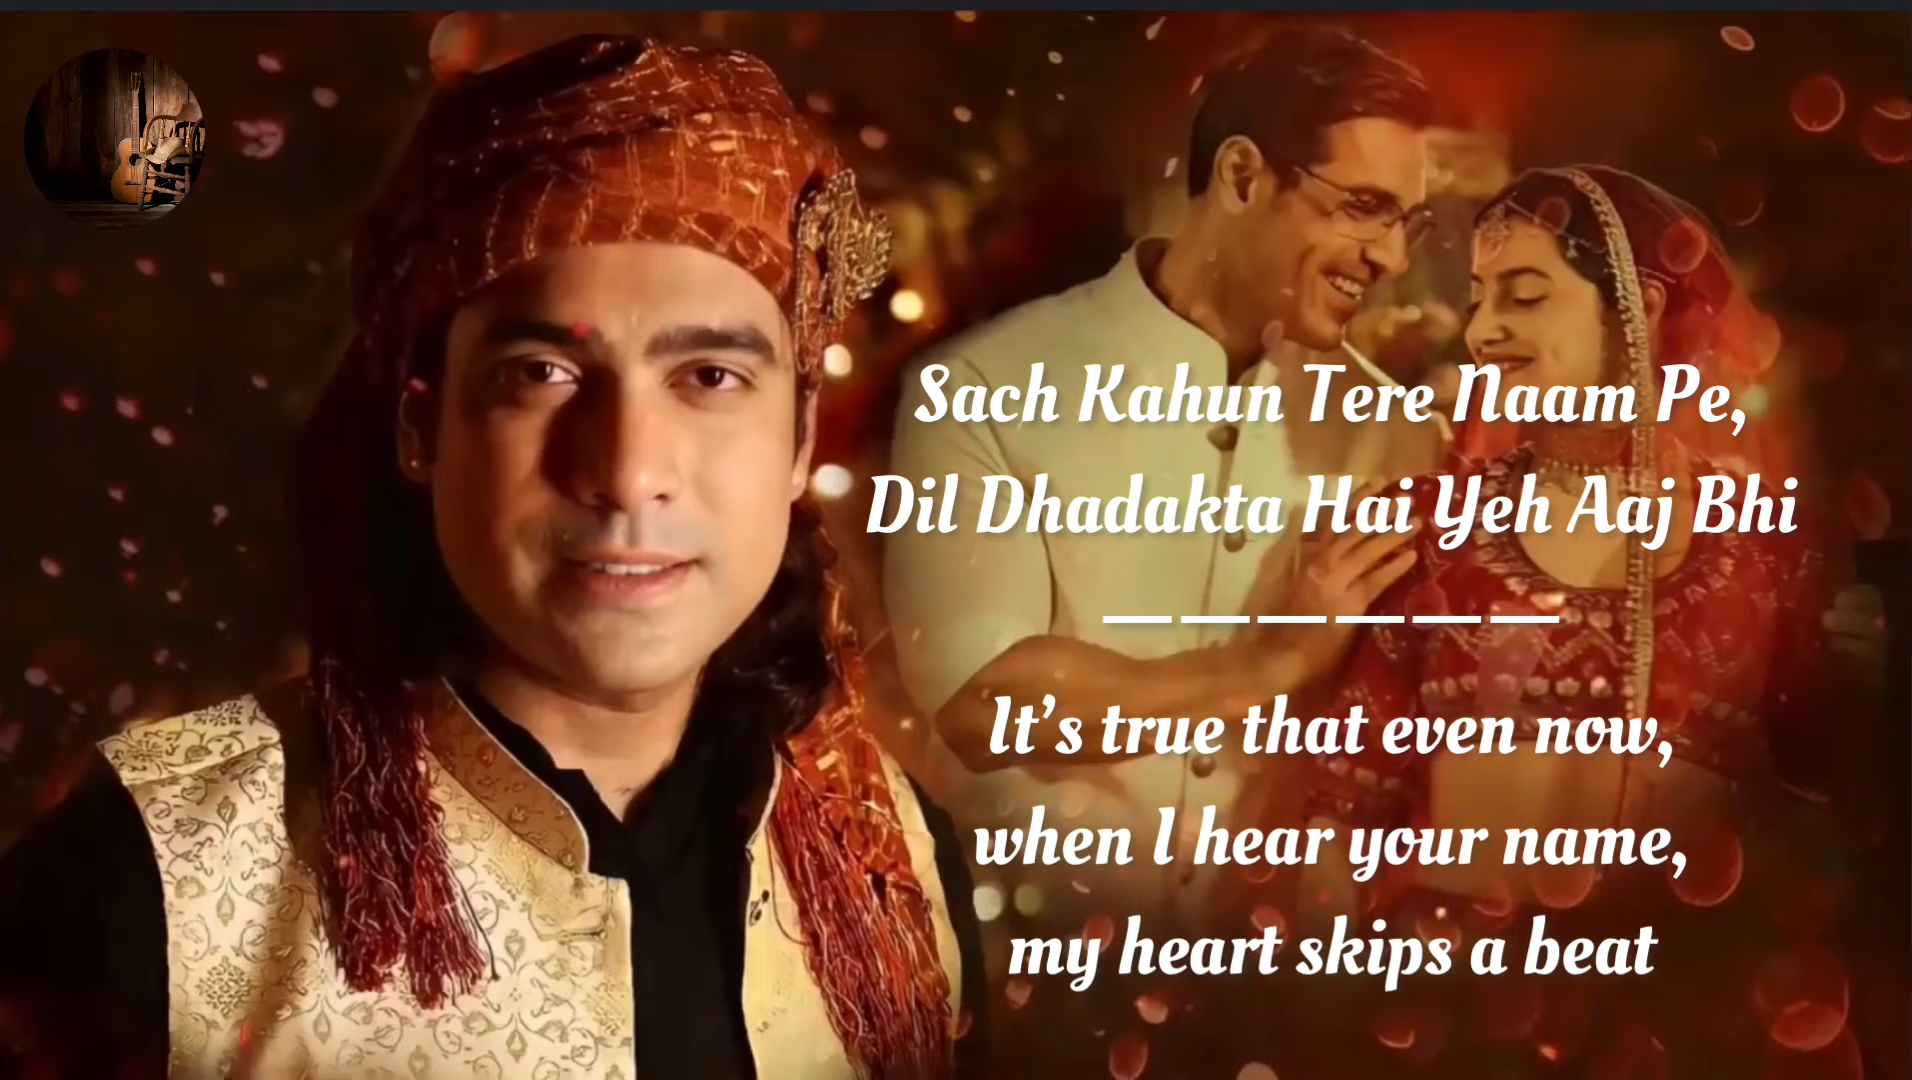 Sach Kahun Tere Naam Pe,
Dil Dhadakta Hai Yeh Aaj Bhi
— — — — — —
It’s true that even now,
when I hear your name,
my heart skips a beat